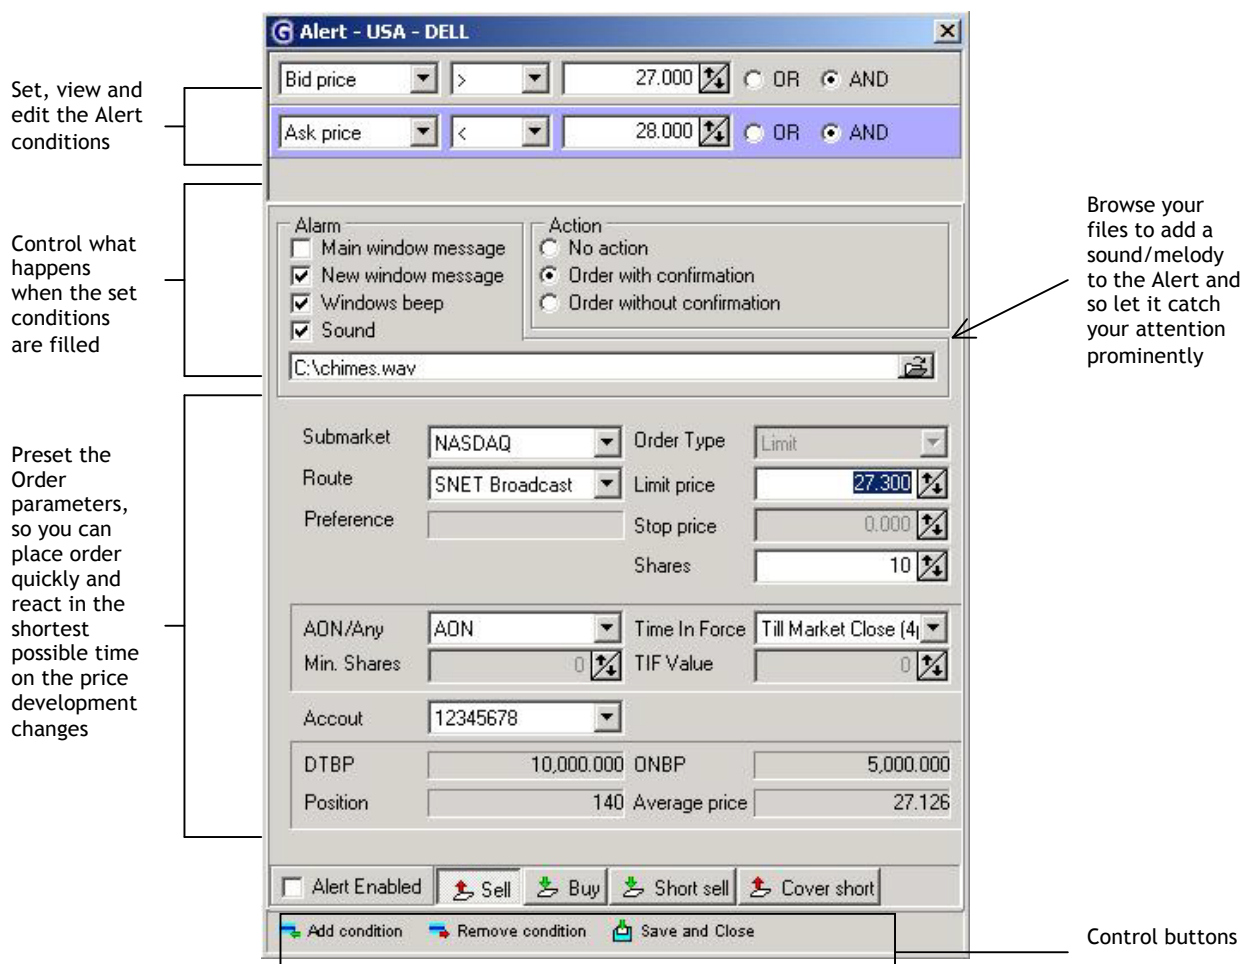 Alert - USA - DELL
Set, view and
edit the Alert
conditions
Bid price > 27.000 OR AND
Ask price < 28.000 OR AND
Control what
happens
when the set
conditions
are filled
Alarm
Main window message
New window message
Windows beep
Sound
Action
No action
Order with confirmation
Order without confirmation
C:\chimes.wav
Browse your
files to add a
sound/melody
to the Alert and
so let it catch
your attention
prominently
Preset the
Order
parameters,
so you can
place order
quickly and
react in the
shortest
possible time
on the price
development
changes
Submarket NASDAQ Order Type Limit
Route SNET Broadcast Limit price 27.300
Preference Stop price 0.000
Shares 10
AON/Any AON Time In Force Till Market Close (4p
Min. Shares 0 TIF Value 0
Accout 12345678
DTBP 10,000.000 ONBP 5,000.000
Position 140 Average price 27.126
Alert Enabled Sell Buy Short sell Cover short
Add condition Remove condition Save and Close
Control buttons